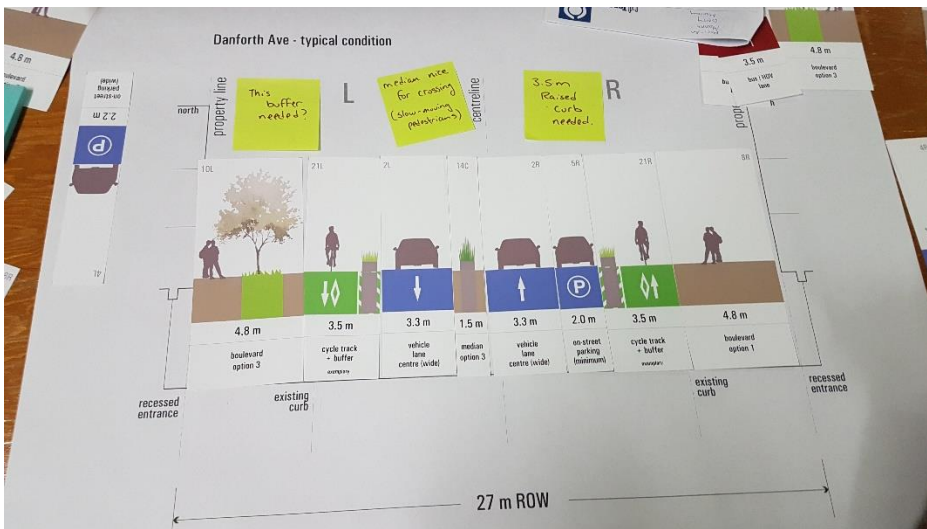 Danforth Ave - typical condition
4.8 m
on-street
parking
(wide)
2.2 m
P
4L
north
property line
This
buffer
needed?
L
median nice
for crossing
(slow-moving
pedestrians)
centreline
3.5m
Raised
curb
needed.
R
3.5 m
bus / HOV
lane
4.8 m
boulevard
option 3
10L
21L
2L
14C
2R
5R
21R
8R
P
4.8 m
3.5 m
3.3 m
1.5 m
3.3 m
2.0 m
3.5 m
4.8 m
boulevard
option 3
cycle track
+ buffer
vehicle
lane
centre (wide)
median
option 3
vehicle
lane
centre (wide)
on-street
parking
(minimum)
cycle track
+ buffer
boulevard
option 1
recessed
entrance
existing
curb
existing
curb
recessed
entrance
27 m ROW